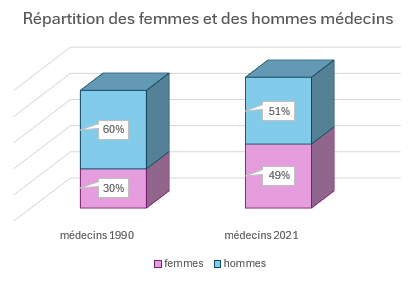 Répartition des femmes et des hommes médecins
60%
51%
30%
49%
médecins 1990
médecins 2021
femmes
hommes